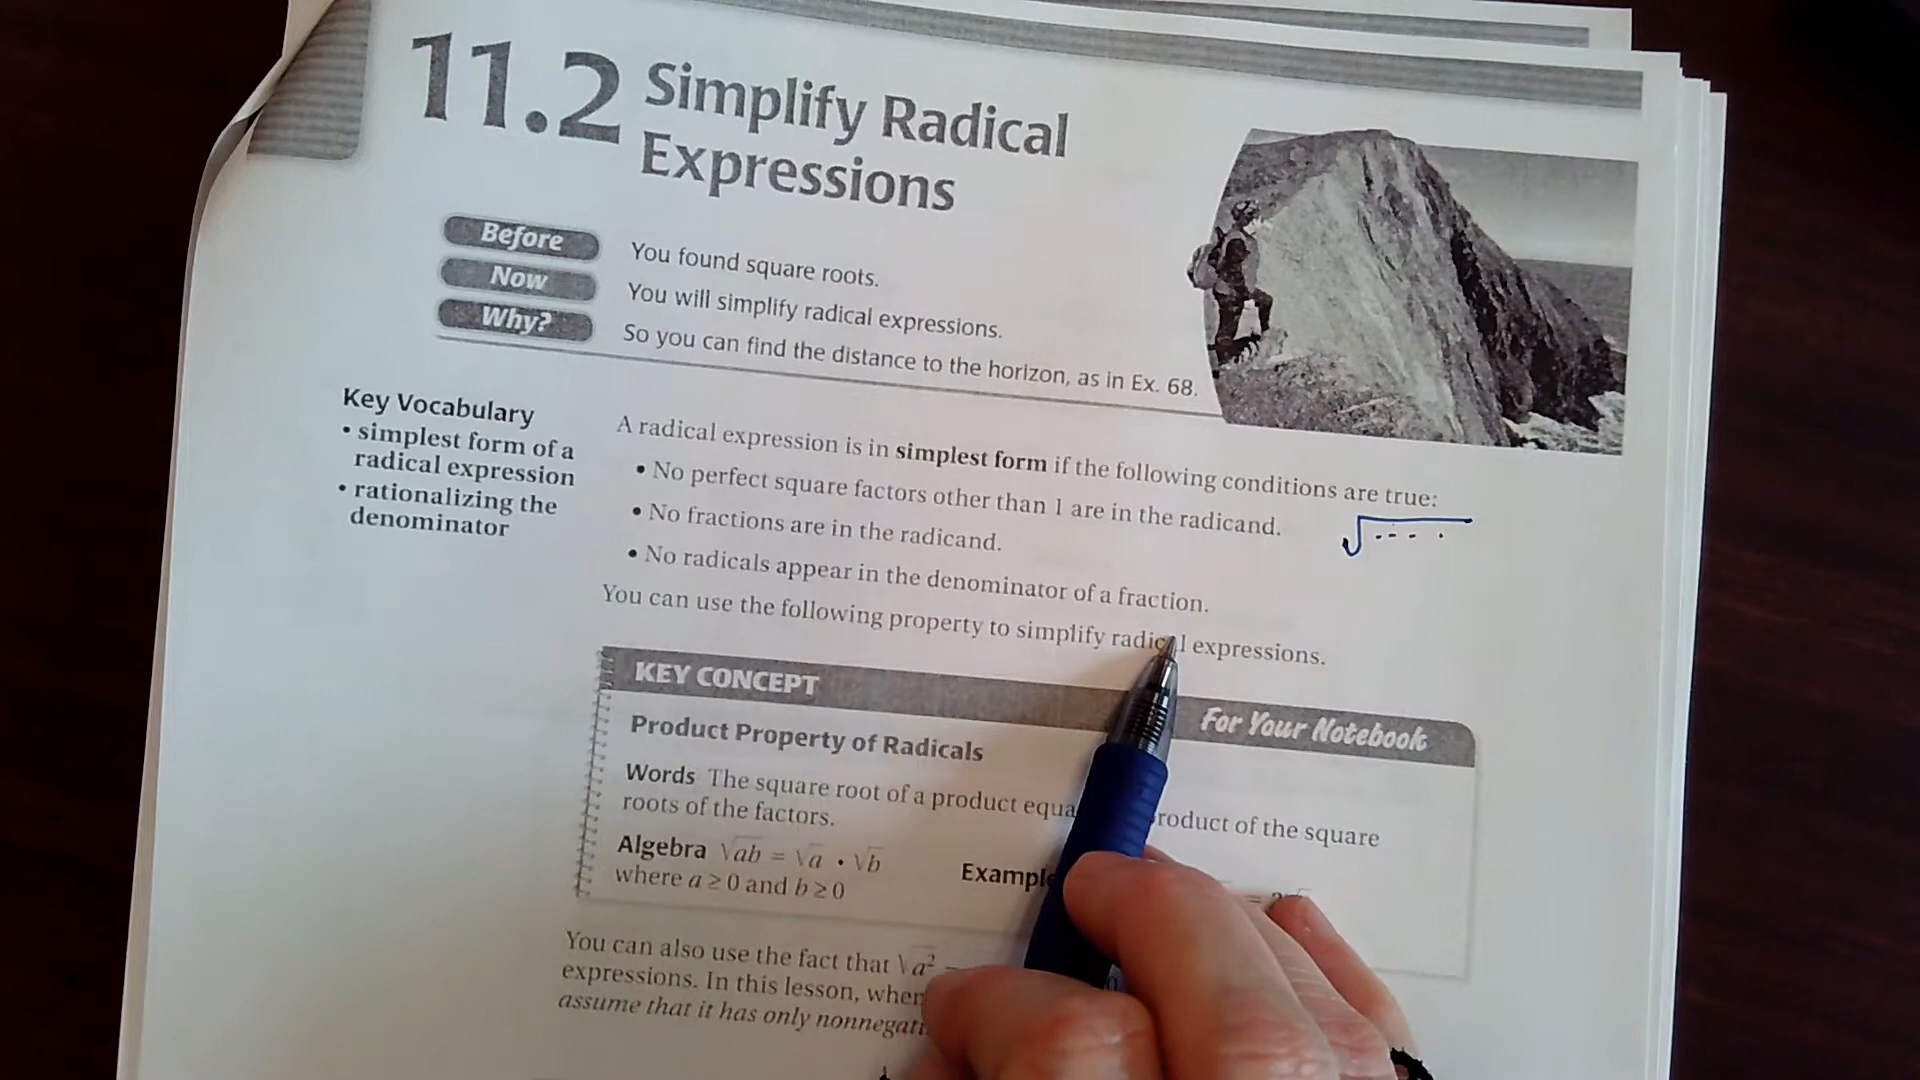 11.2 Simplify Radical
Expressions
Before You found square roots.
Now You will simplify radical expressions.
Why? So you can find the distance to the horizon, as in Ex. 68.
Key Vocabulary
• simplest form of a
radical expression
• rationalizing the
denominator
A radical expression is in simplest form if the following conditions are true:
• No perfect square factors other than 1 are in the radicand.
• No fractions are in the radicand.
√
• No radicals appear in the denominator of a fraction.
You can use the following property to simplify radical expressions.
KEY CONCEPT
For Your Notebook
Product Property of Radicals
Words The square root of a product product of the square
roots of the factors.
Algebra √ab = √a • √b
where a ≥ 0 and b ≥ 0
You can also use the fact that √a²
expressions. In this lesson,
assume that it has only